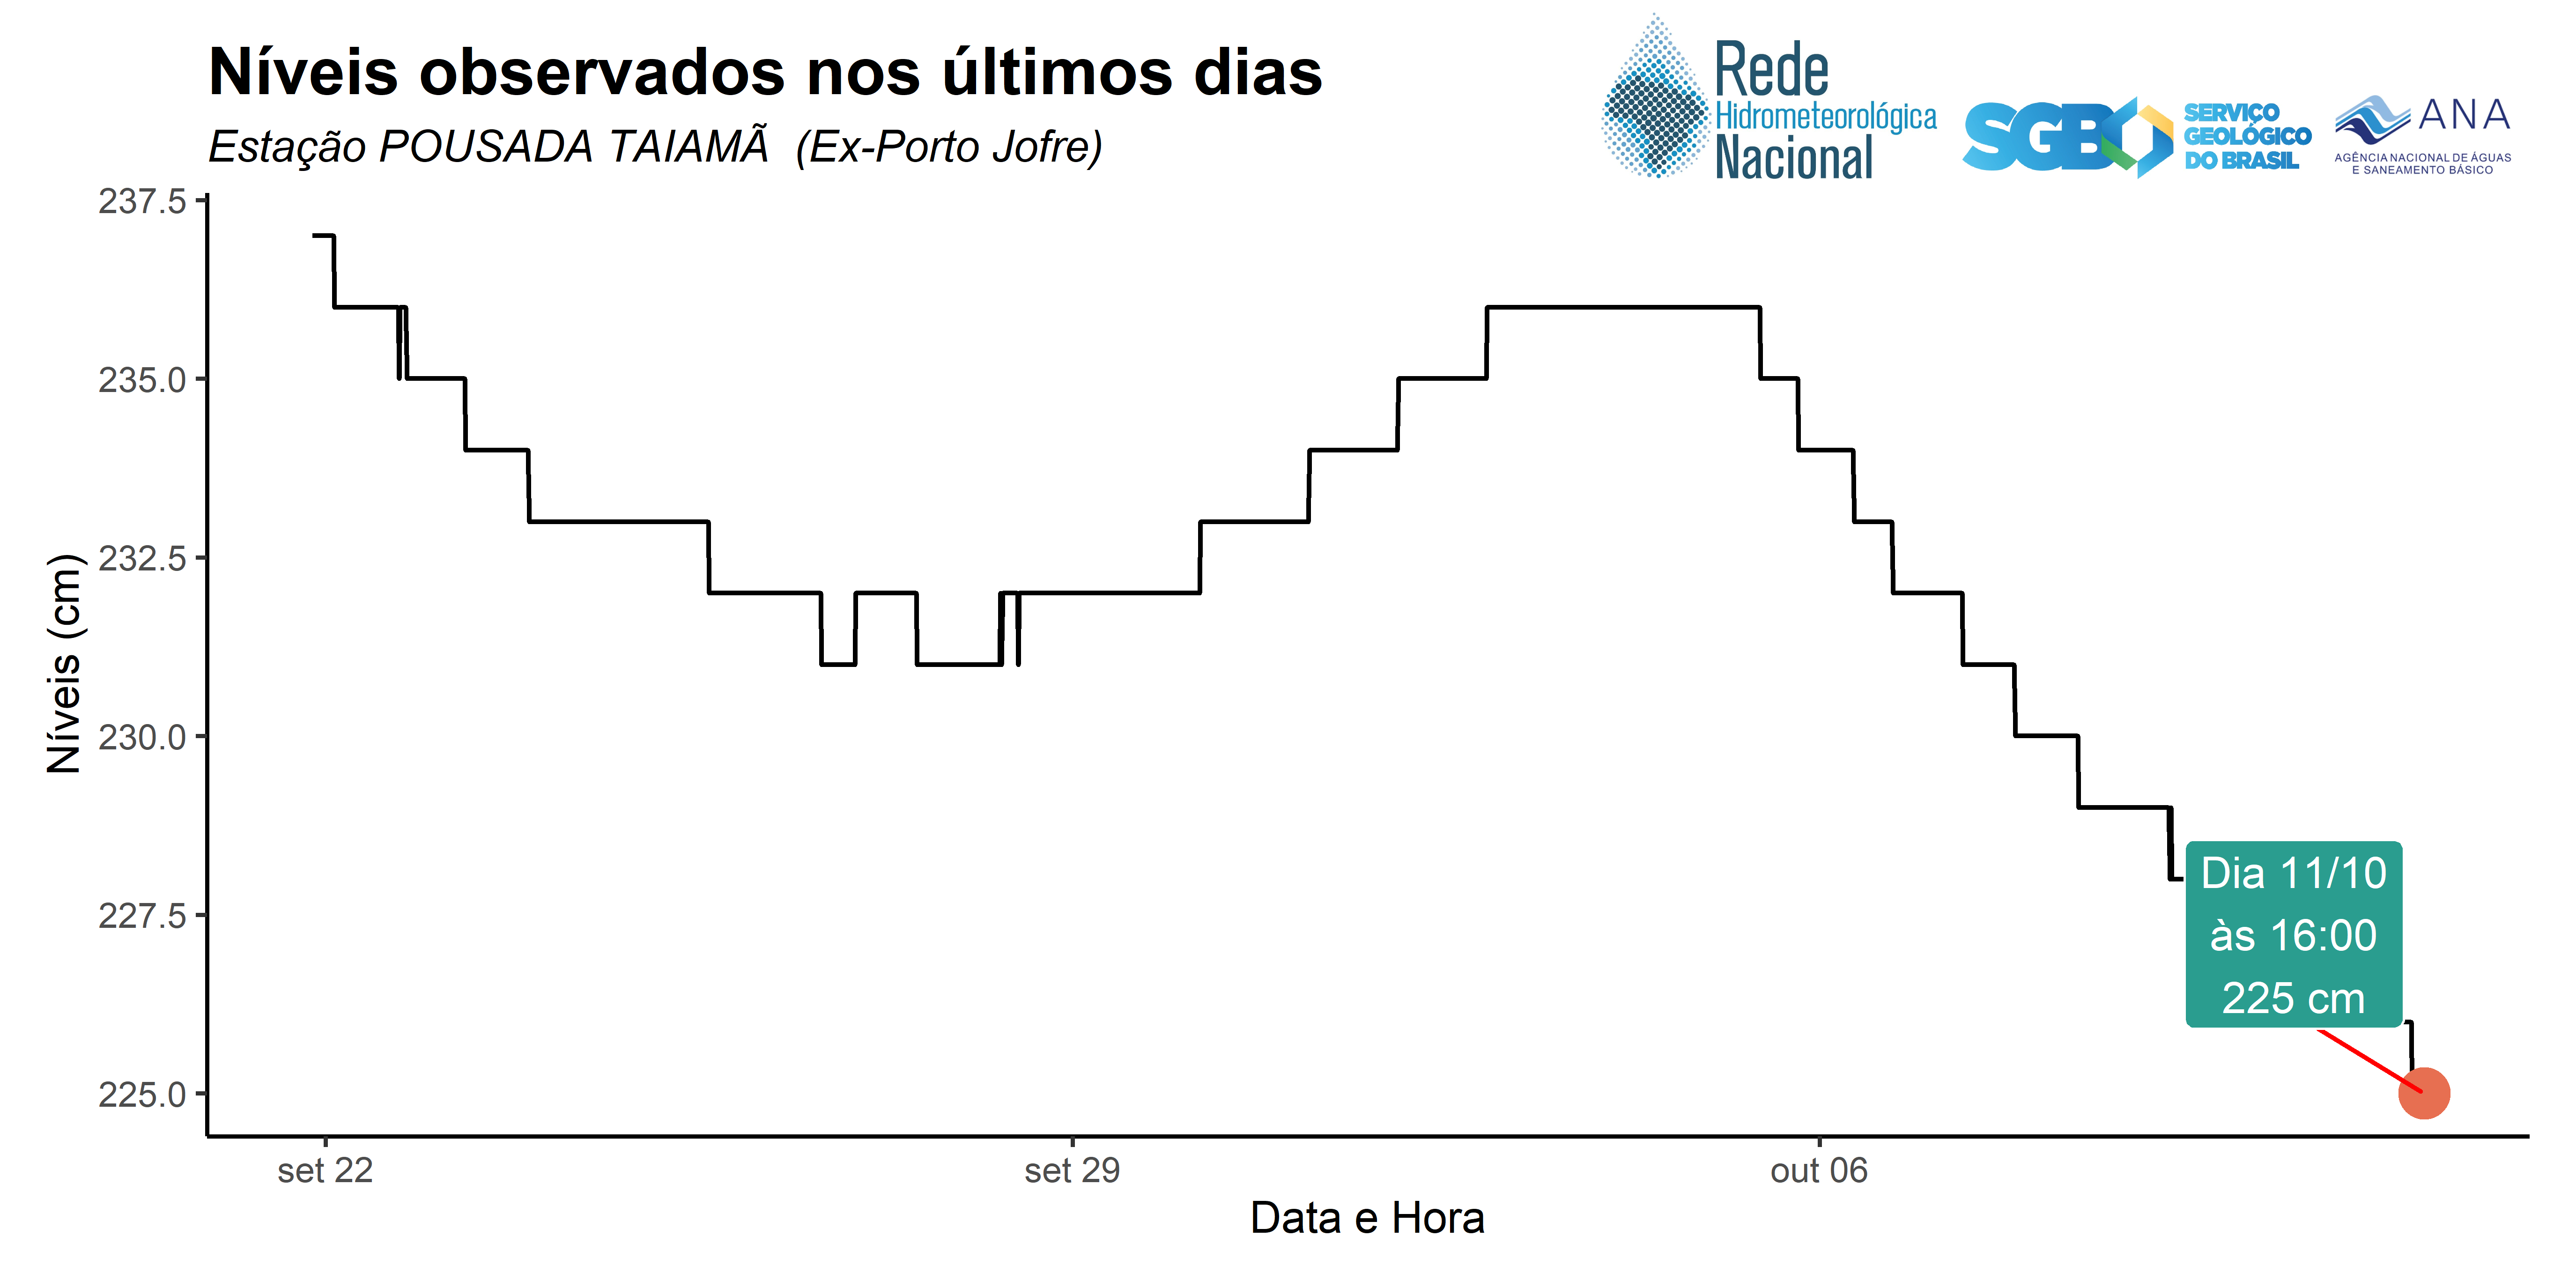 Níveis observados nos últimos dias
Estação POUSADA TAIAMÃ (Ex-Porto Jofre)
Rede
Hidrometeorológica
Nacional
SGB
SERVIÇO
GEOLÓGICO
DO BRASIL
ANA
AGÊNCIA NACIONAL DE ÁGUAS
E SANEAMENTO BÁSICO
237.5
235.0
232.5
230.0
227.5
225.0
Níveis (cm)
Dia 11/10
às 16:00
225 cm
set 22
set 29
out 06
Data e Hora